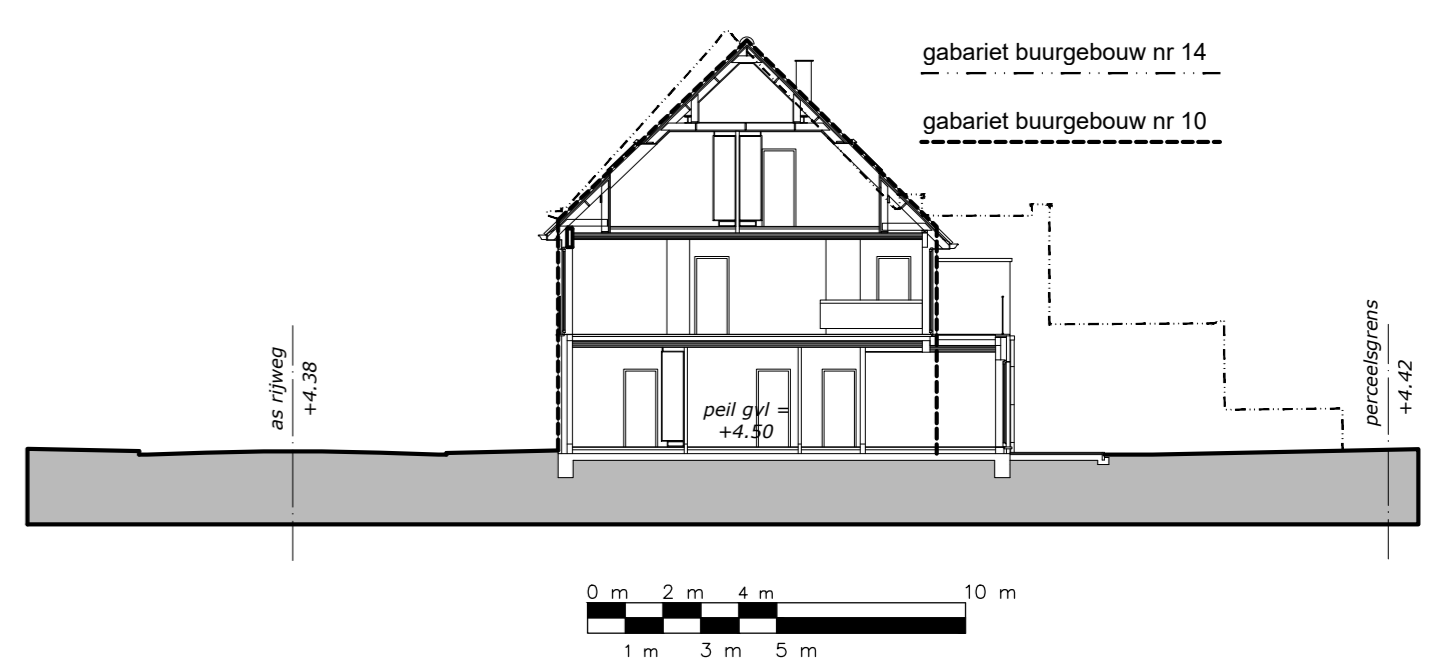 gabariet buurgebouw nr 14
gabariet buurgebouw nr 10
as rijweg
+4.38
peil gvl =
+4.50
perceelsgrens
+4.42
0 m 2 m 4 m 10 m
1 m 3 m 5 m